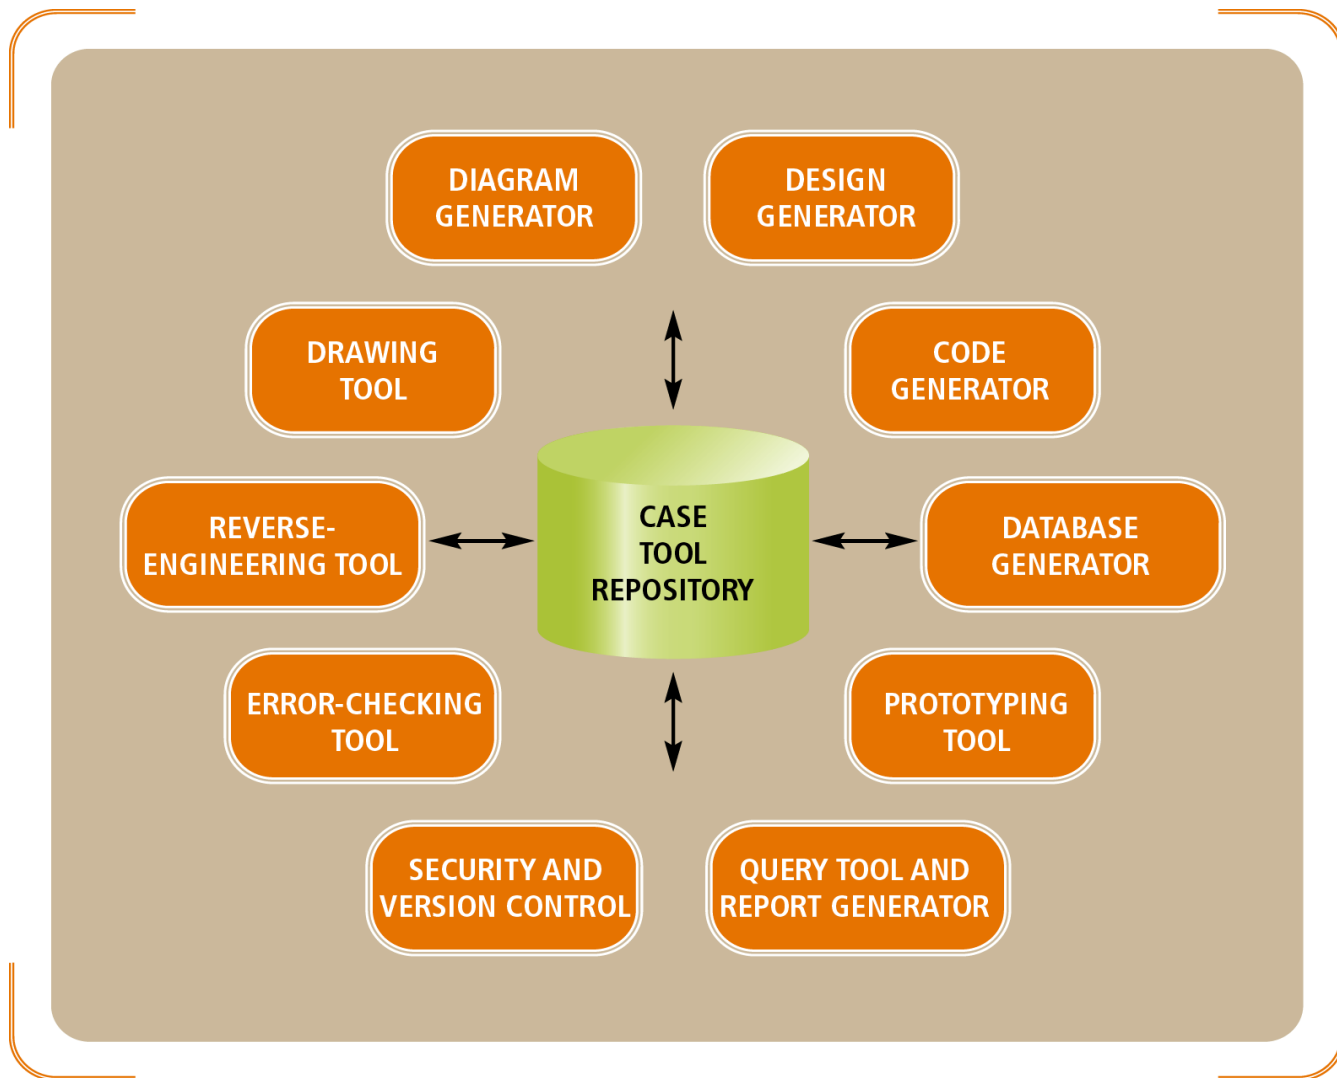 DIAGRAM
GENERATOR
DESIGN
GENERATOR
DRAWING
TOOL
CODE
GENERATOR
REVERSE-
ENGINEERING TOOL
CASE
TOOL
REPOSITORY
DATABASE
GENERATOR
ERROR-CHECKING
TOOL
PROTOTYPING
TOOL
SECURITY AND
VERSION CONTROL
QUERY TOOL AND
REPORT GENERATOR